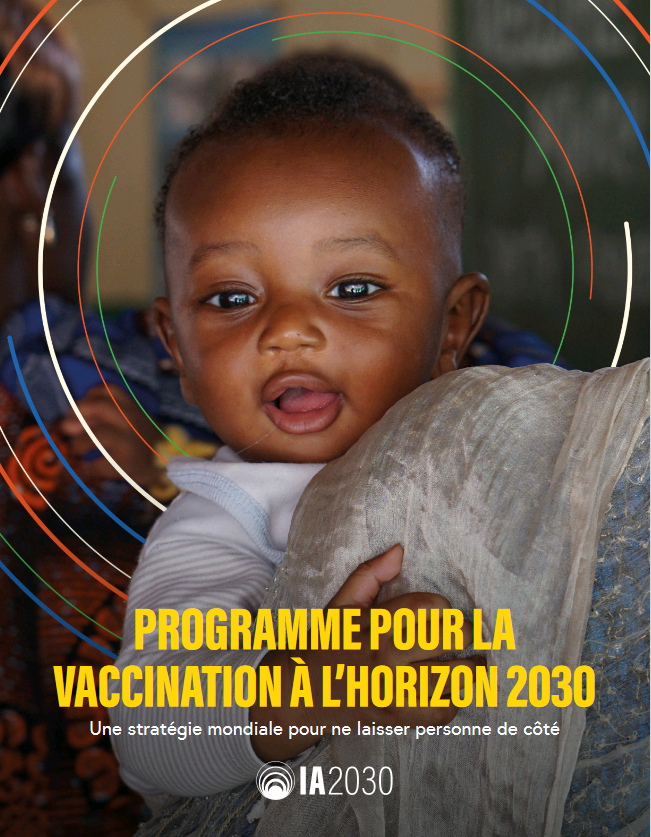 PROGRAMME POUR LA
VACCINATION À L'HORIZON 2030
Une stratégie mondiale pour ne laisser personne de côté
IA2030